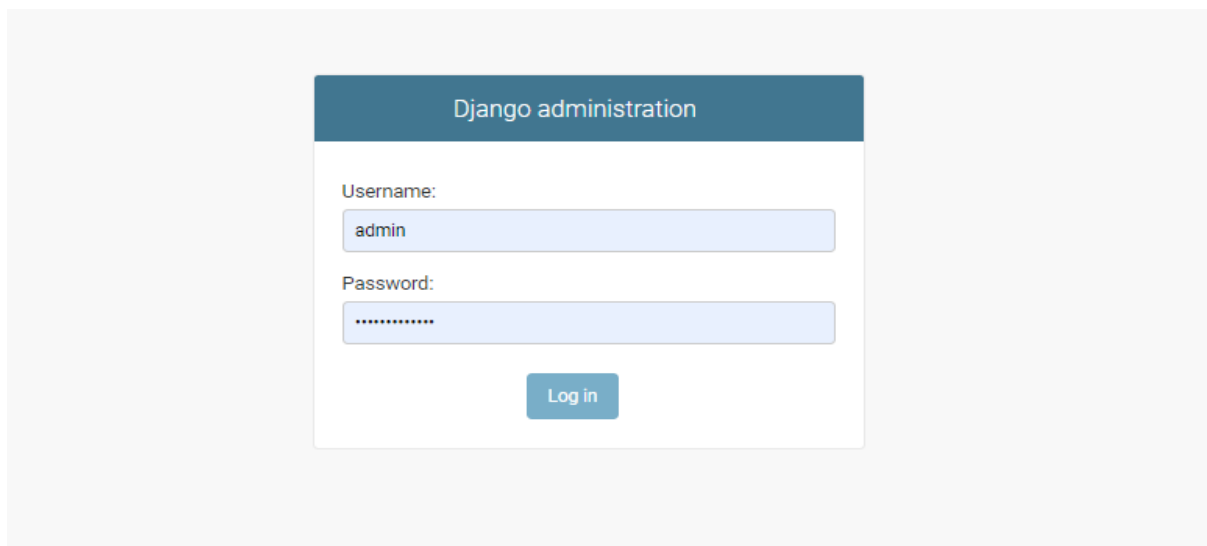 Django administration
Username:
admin
Password:
•••••••••••••
Log in